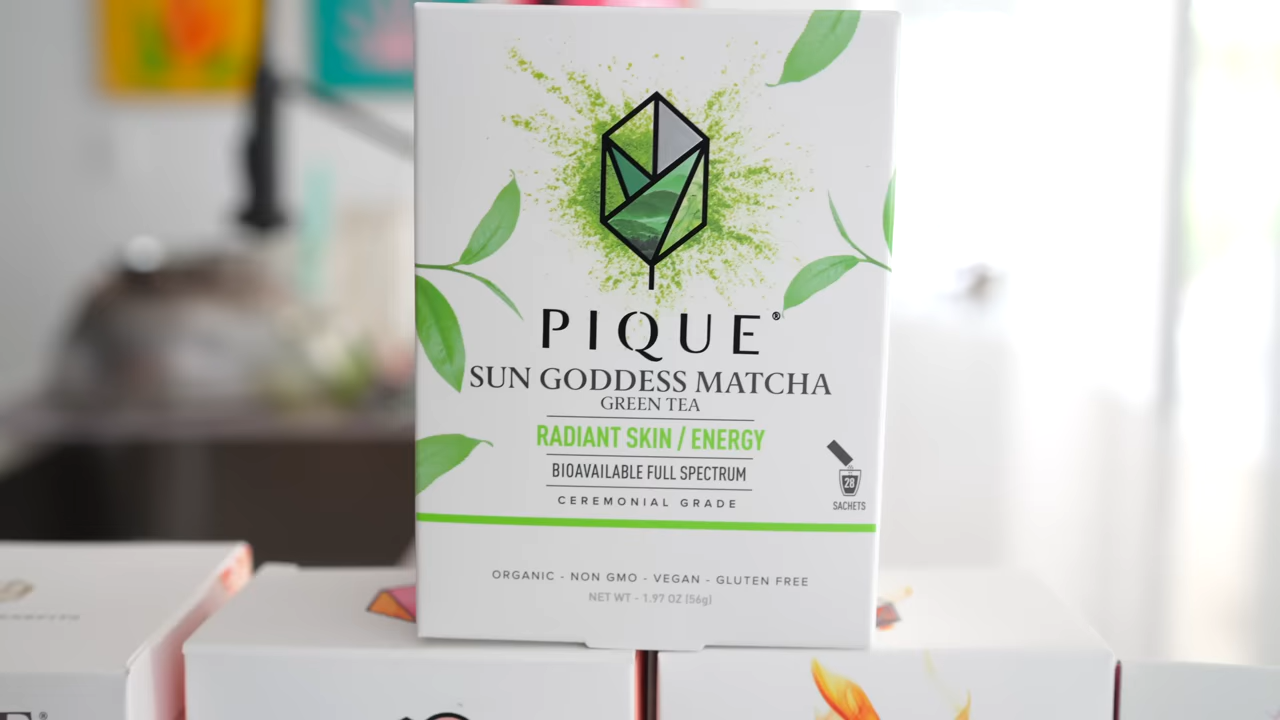 PIQUE®
SUN GODDESS MATCHA
GREEN TEA
RADIANT SKIN / ENERGY
BIOAVAILABLE FULL SPECTRUM
CEREMONIAL GRADE
28
SACHETS
ORGANIC - NON GMO - VEGAN - GLUTEN FREE
NET WT - 1.97 OZ (56g)